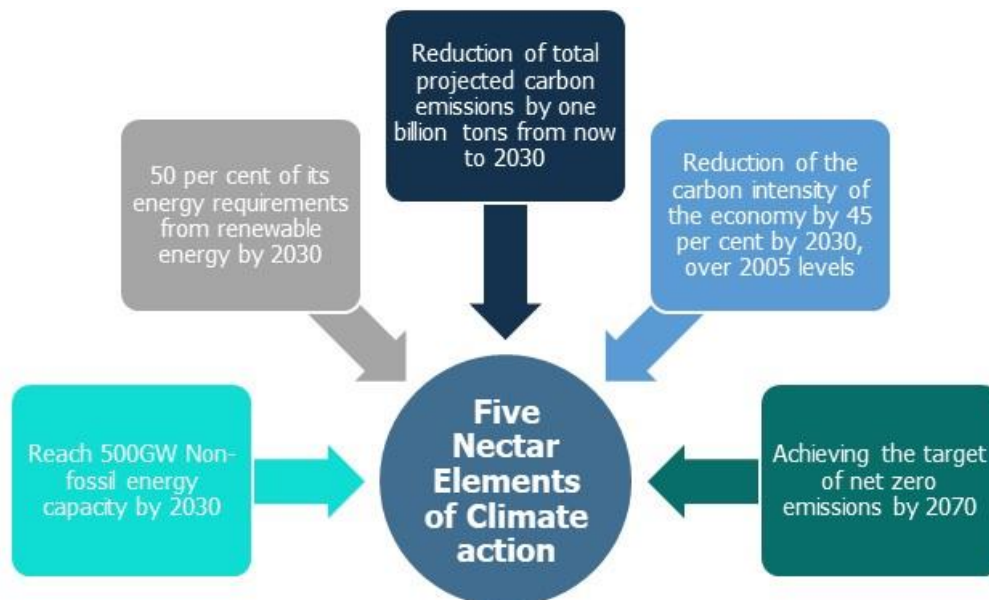 Reduction of total
projected carbon
emissions by one
billion tons from now
to 2030
50 per cent of its
energy requirements
from renewable
energy by 2030
Reduction of the
carbon intensity of
the economy by 45
per cent by 2030,
over 2005 levels
Reach 500GW Non-
fossil energy
capacity by 2030
Five
Nectar
Elements
of Climate
action
Achieving the target
of net zero
emissions by 2070